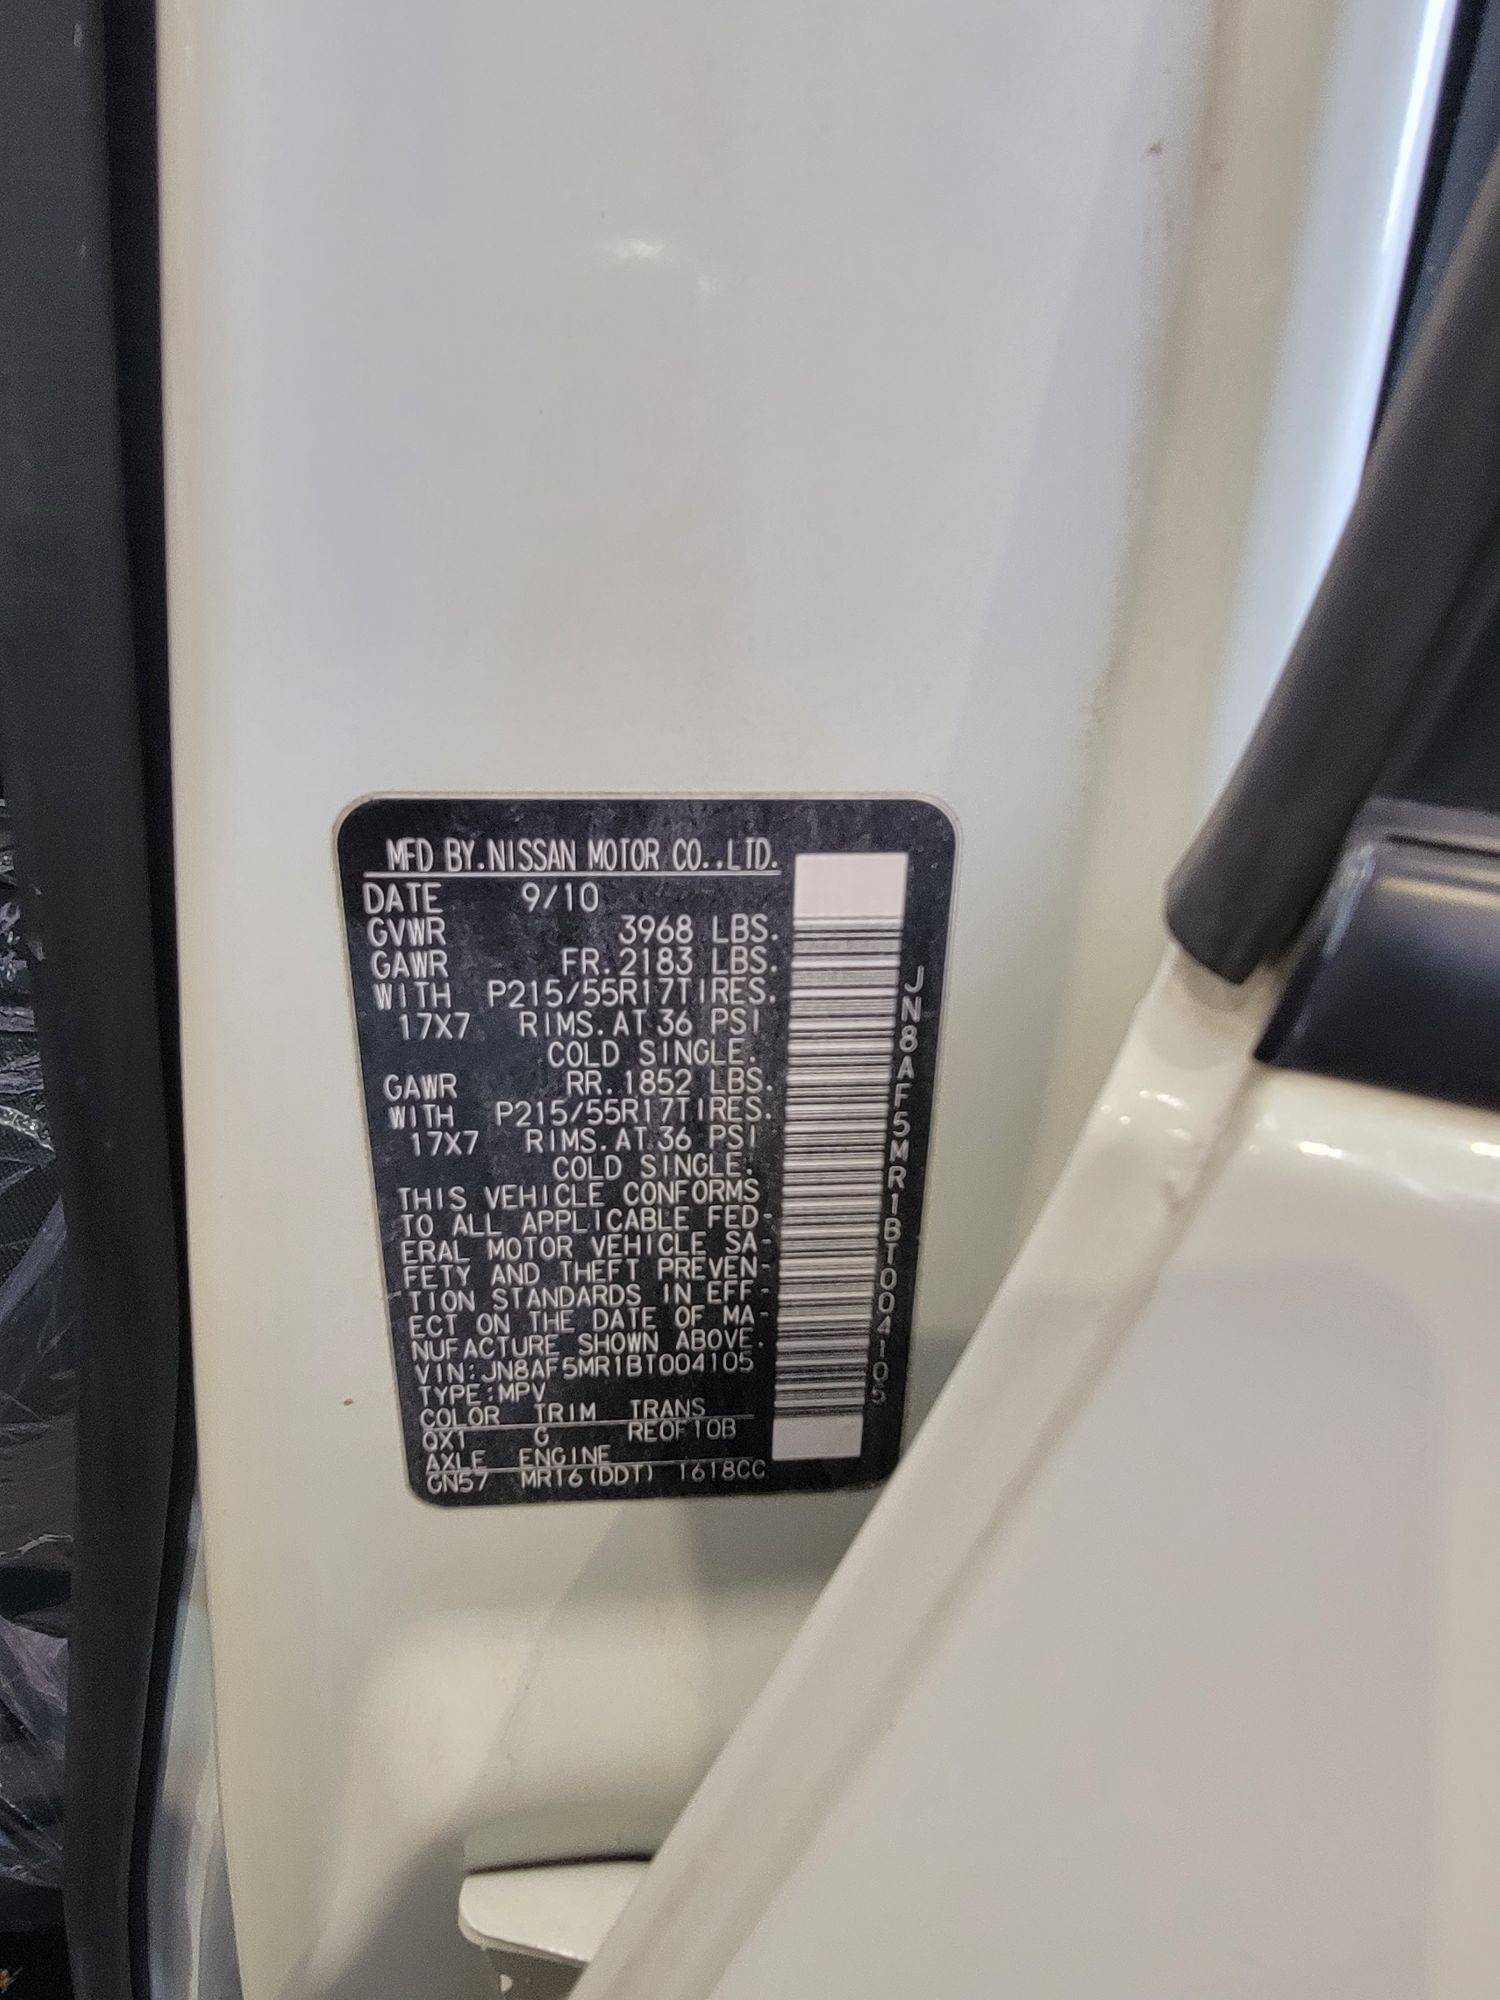 MFD BY.NISSAN MOTOR CO.,LTD.
DATE 9/10
GVWR 3968 LBS.
GAWR FR.2183 LBS.
WITH P215/55R17TIRES.
17X7 RIMS.AT 36 PSI
COLD SINGLE.
GAWR RR.1852 LBS.
WITH P215/55R17TIRES.
17X7 RIMS.AT 36 PSI
COLD SINGLE.
THIS VEHICLE CONFORMS
TO ALL APPLICABLE FED-
ERAL MOTOR VEHICLE SA-
FETY AND THEFT PREVEN-
TION STANDARDS IN EFF-
ECT ON THE DATE OF MA-
NUFACTURE SHOWN ABOVE.
VIN:JN8AF5MR1BT004105
TYPE:MPV
COLOR TRIM TRANS
QX1 G RE0F10B
AXLE ENGINE
GN57 MR16(DDT) 1618CC
JN8AF5MR1BT004105